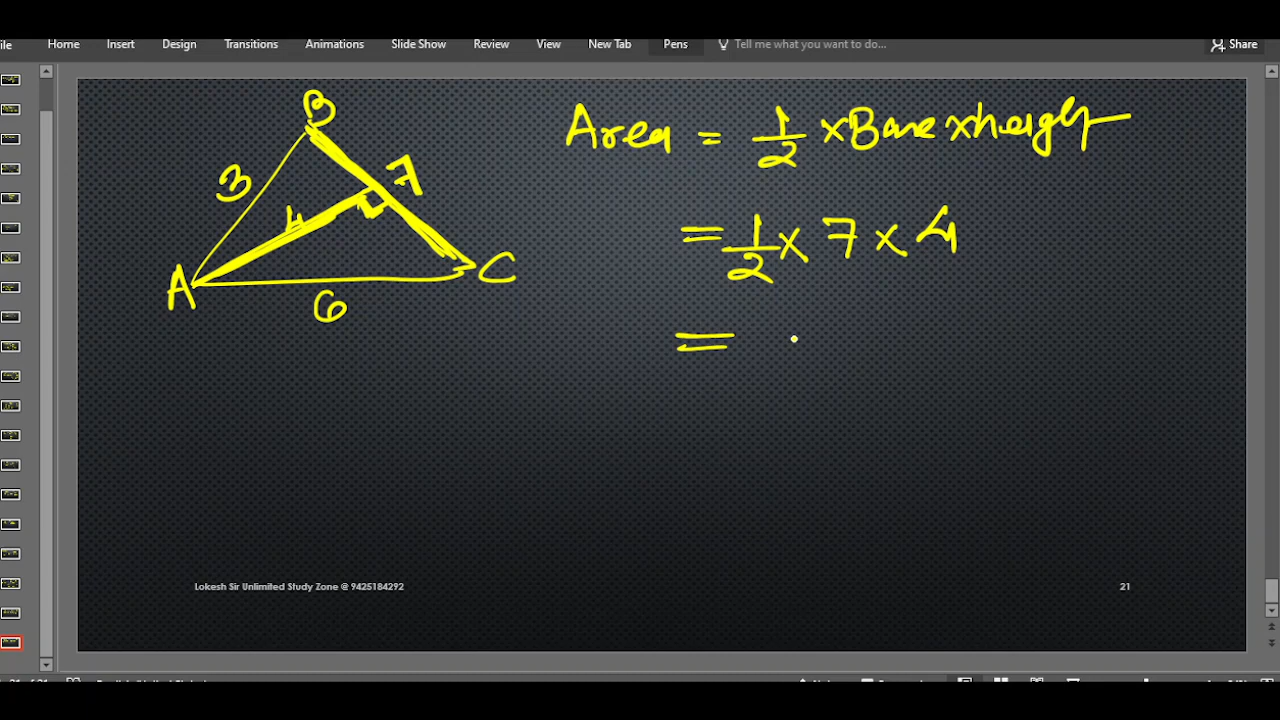 File Home Insert Design Transitions Animations Slide Show Review View New Tab Pens Tell me what you want to do... Share
B
3
7
4
A
C
6
Area = 1/2 × Base × height
= 1/2 × 7 × 4
=
Lokesh Sir Unlimited Study Zone @ 9425184292
21